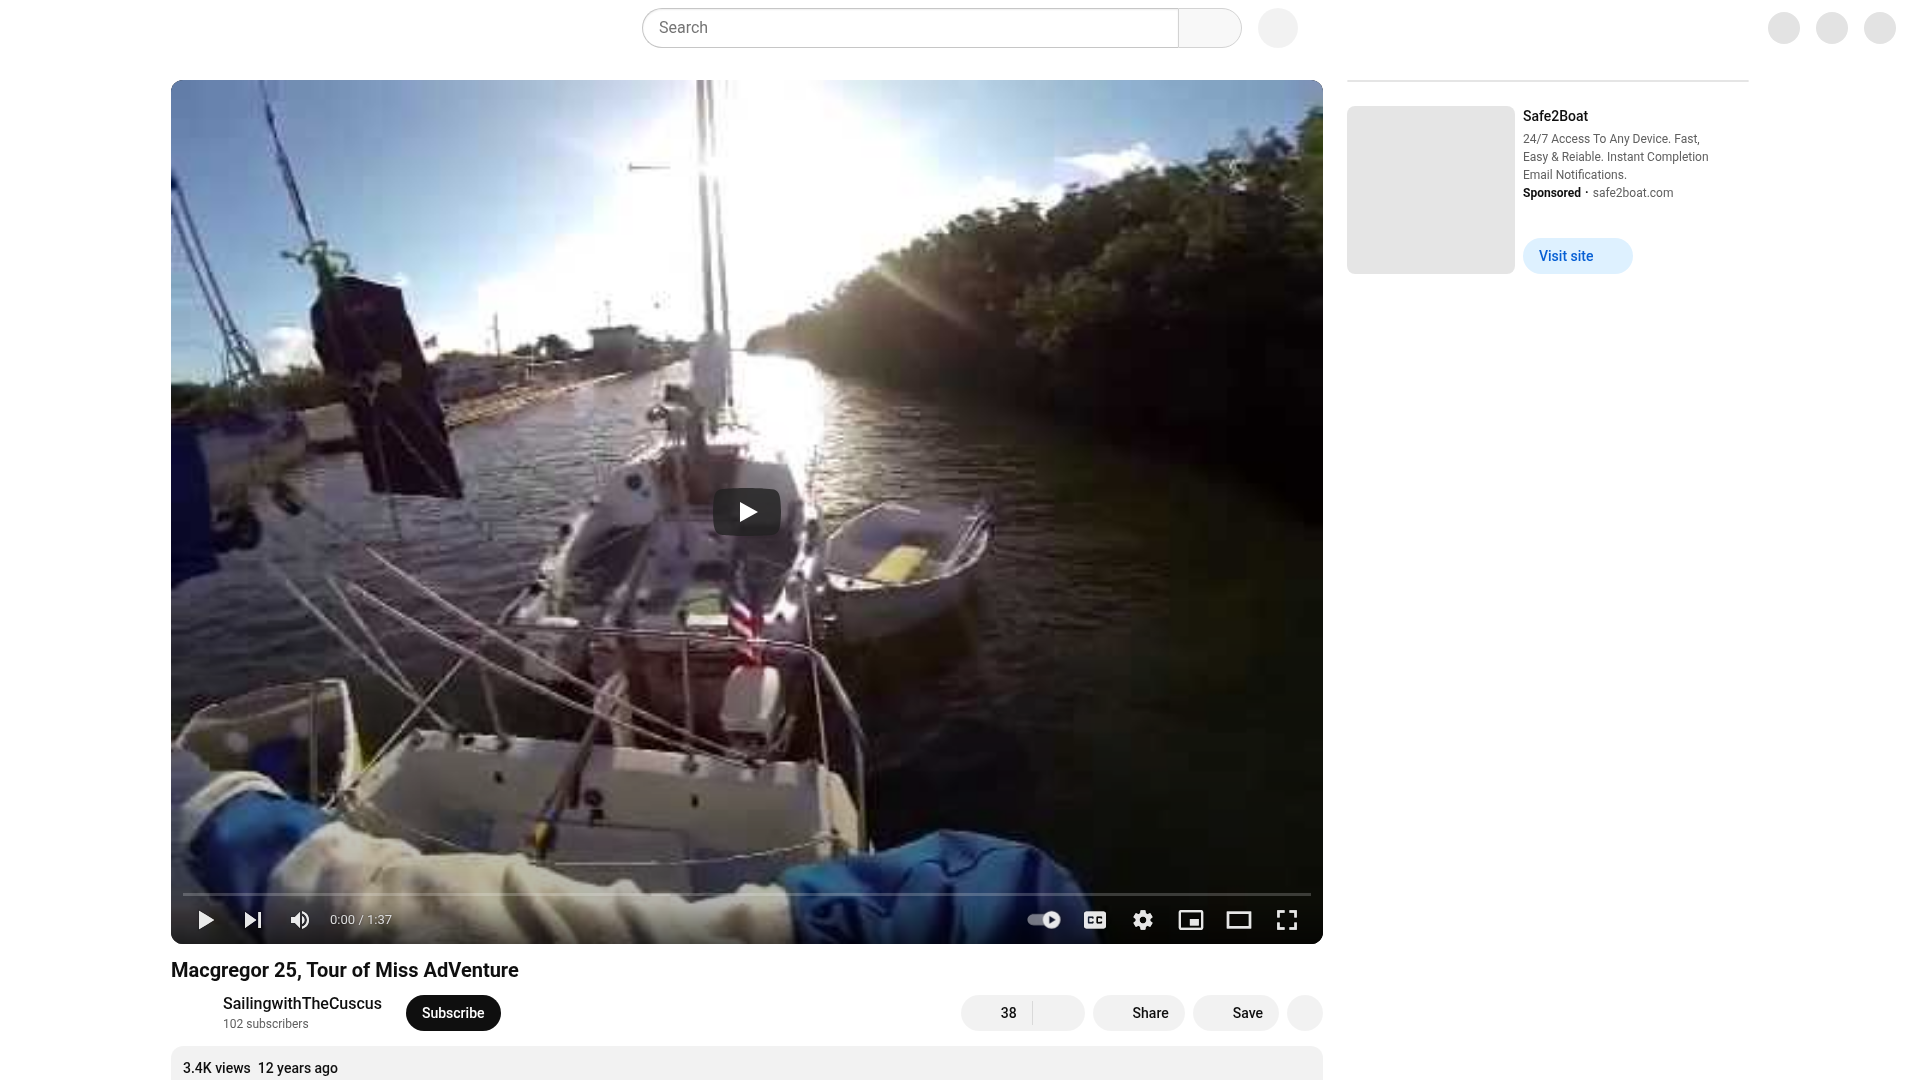 Search
Safe2Boat
24/7 Access To Any Device. Fast,
Easy & Reiable. Instant Completion
Email Notifications.
Sponsored · safe2boat.com
Visit site
0:00 / 1:37
CC
Macgregor 25, Tour of Miss AdVenture
SailingwithTheCuscus
102 subscribers
Subscribe
38
Share
Save
3.4K views 12 years ago